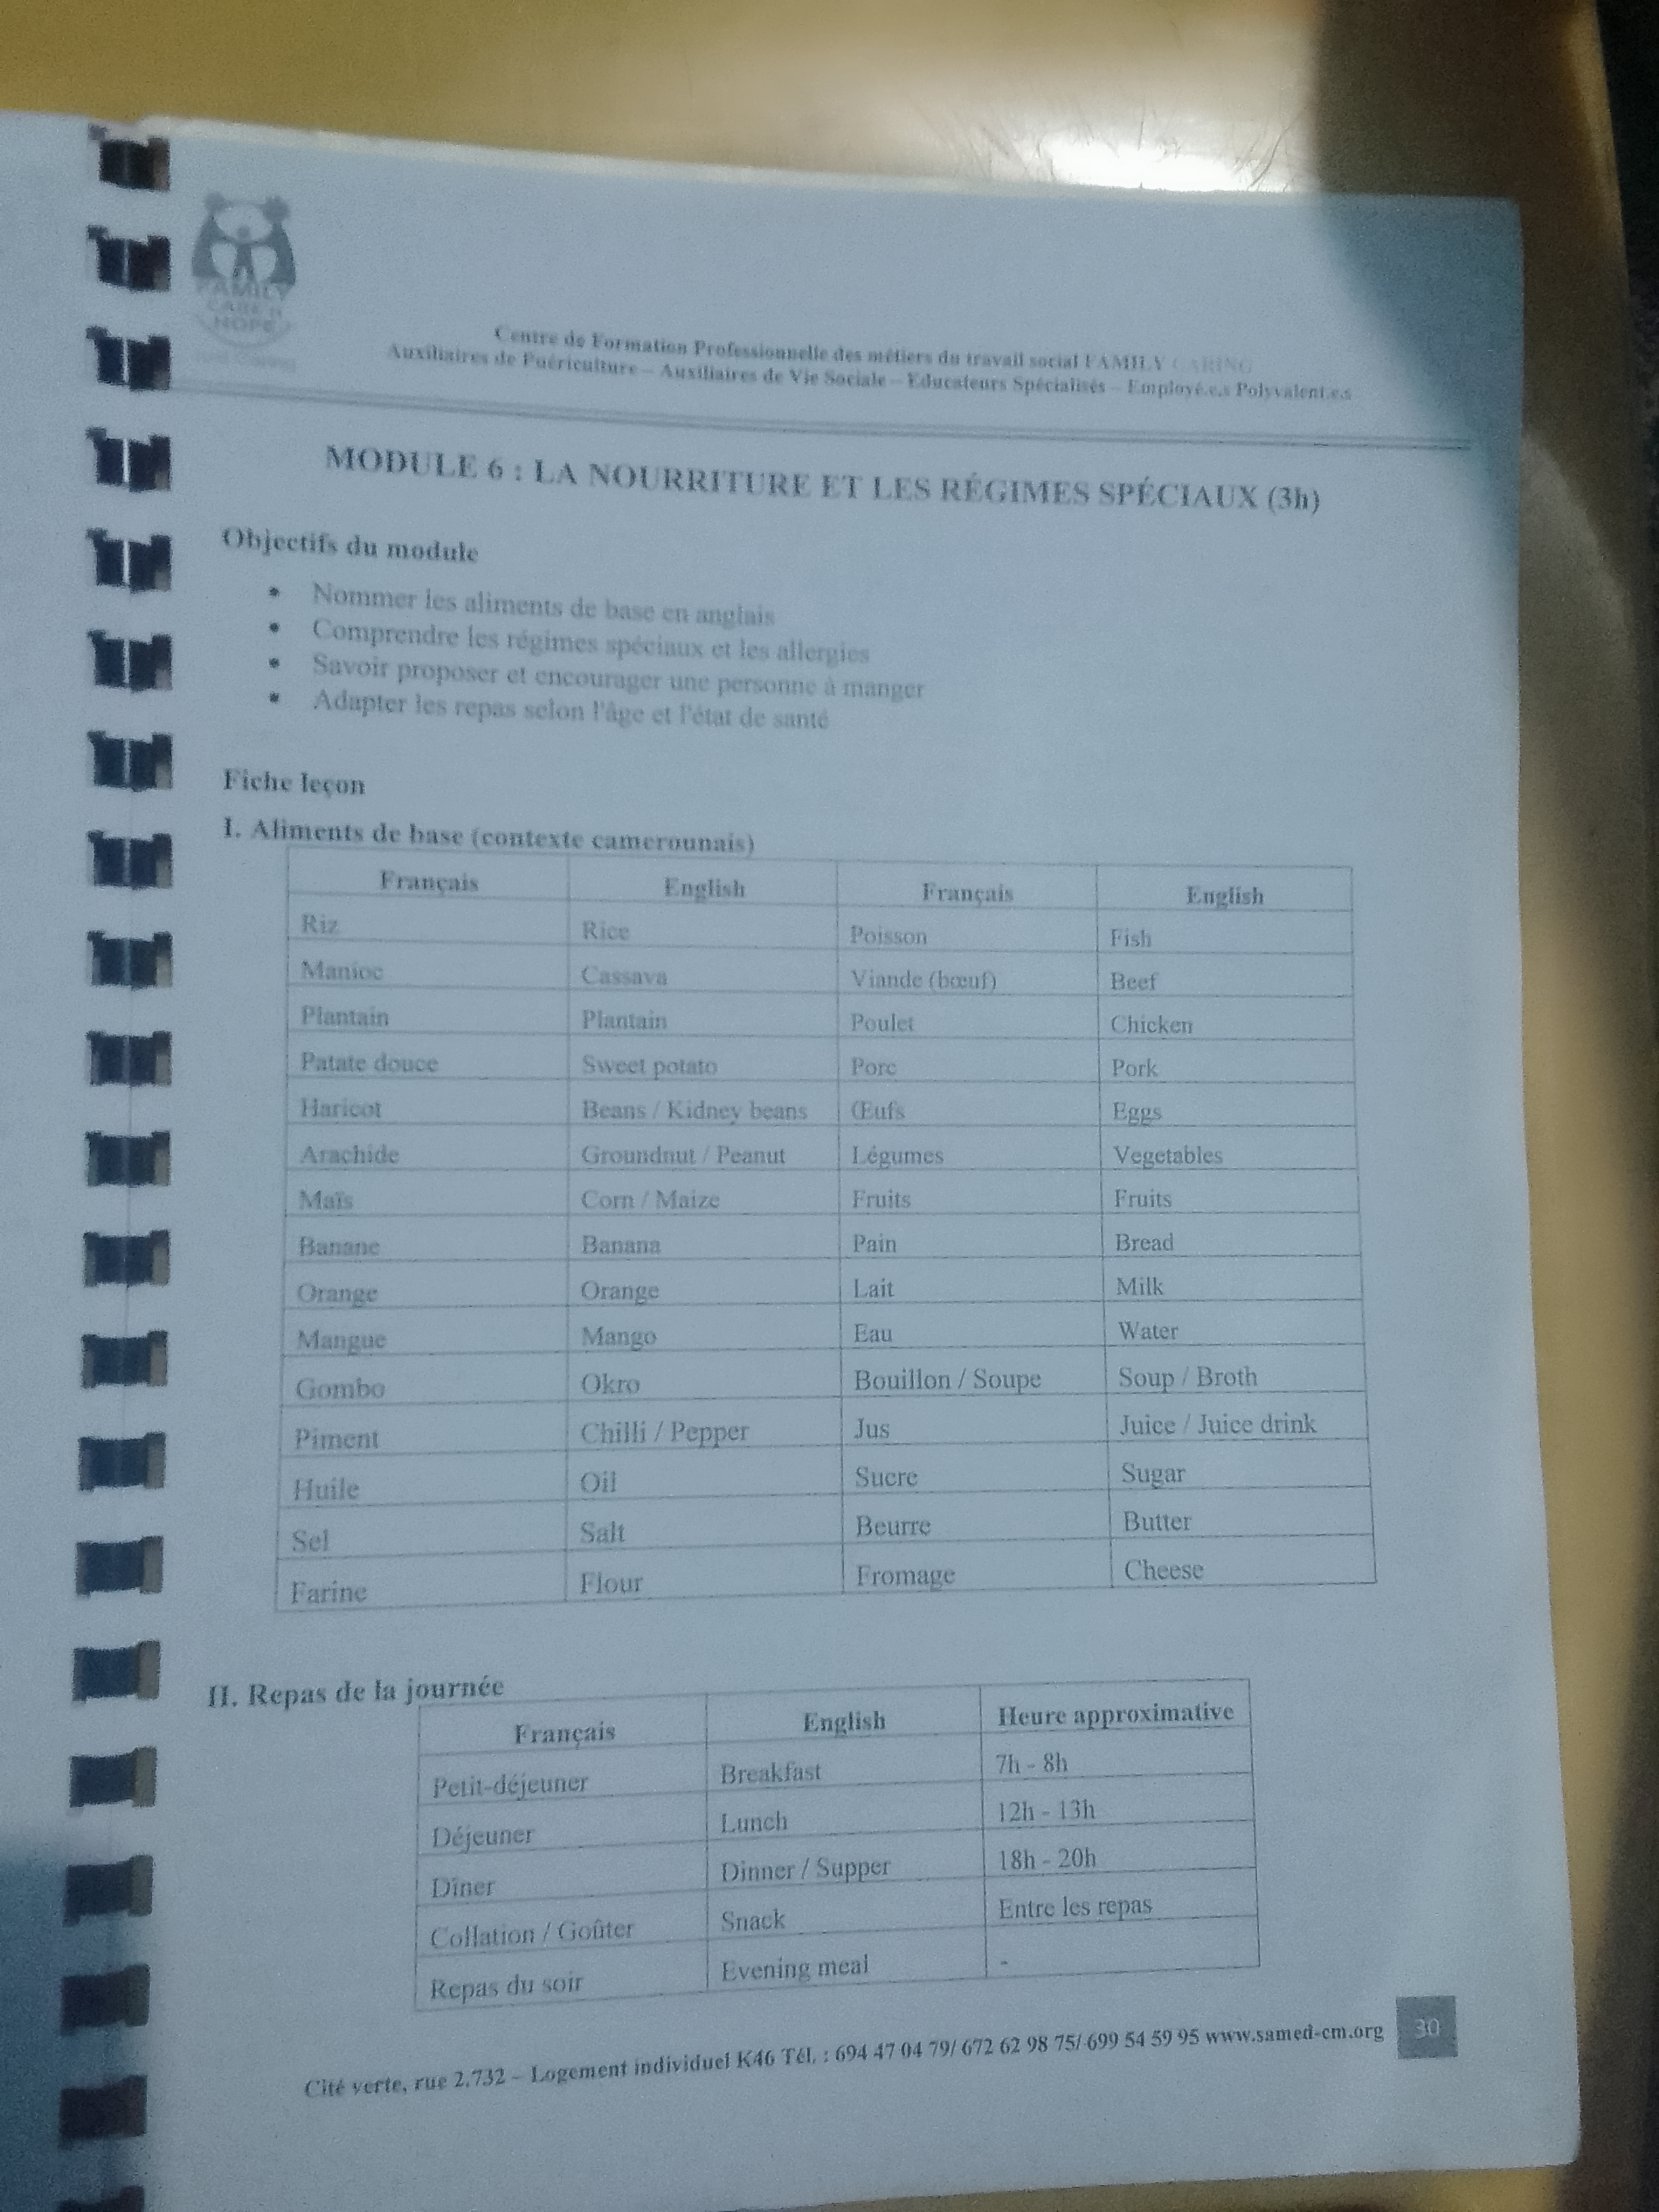 FAMILY
CARE
HOPE
Centre de Formation Professionnelle des métiers du travail social FAMILY CARING
Auxiliaires de Puériculture – Auxiliaires de Vie Sociale – Educateurs Spécialisés – Employé.e.s Polyvalent.e.s
MODULE 6 : LA NOURRITURE ET LES RÉGIMES SPÉCIAUX (3h)
Objectifs du module
• Nommer les aliments de base en anglais
• Comprendre les régimes spéciaux et les allergies
• Savoir proposer et encourager une personne à manger
• Adapter les repas selon l'âge et l'état de santé
Fiche leçon
I. Aliments de base (contexte camerounais)
Français English Français English
Riz Rice Poisson Fish
Manioc Cassava Viande (bœuf) Beef
Plantain Plantain Poulet Chicken
Patate douce Sweet potato Porc Pork
Haricot Beans / Kidney beans Œufs Eggs
Arachide Groundnut / Peanut Légumes Vegetables
Maïs Corn / Maize Fruits Fruits
Banane Banana Pain Bread
Orange Orange Lait Milk
Mangue Mango Eau Water
Gombo Okro Bouillon / Soupe Soup / Broth
Piment Chilli / Pepper Jus Juice / Juice drink
Huile Oil Sucre Sugar
Sel Salt Beurre Butter
Farine Flour Fromage Cheese
II. Repas de la journée
Français English Heure approximative
Petit-déjeuner Breakfast 7h - 8h
Déjeuner Lunch 12h - 13h
Dîner Dinner / Supper 18h - 20h
Collation / Goûter Snack Entre les repas
Repas du soir Evening meal -
Cité verte, rue 2.732 – Logement individuel K46 Tél. : 694 47 04 79/ 672 62 98 75/ 699 54 59 95 www.samed-cm.org 30